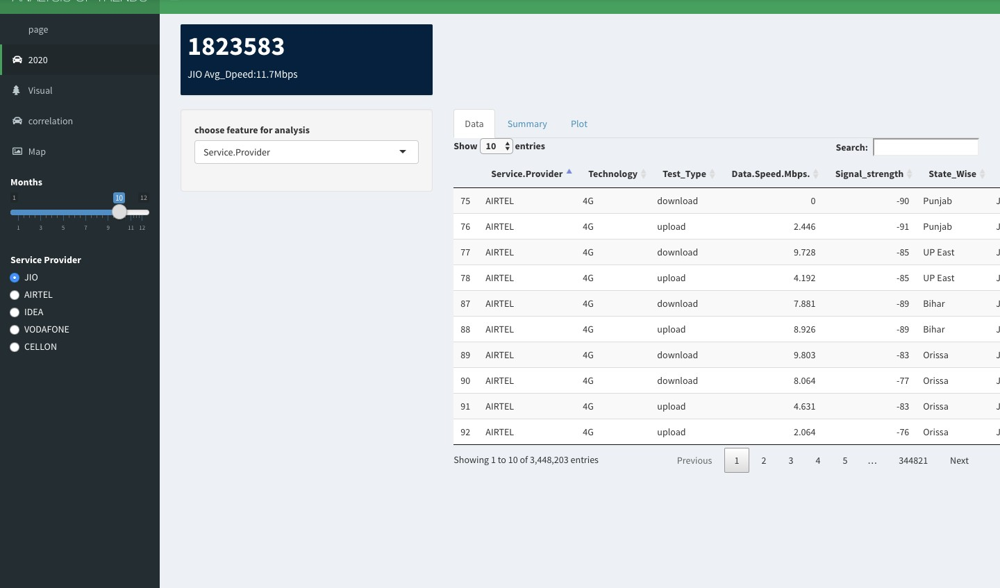 ANALYSIS OF TRENDS
page
2020
Visual
correlation
Map
Months
1 10 12
1 3 5 7 9 11 12
Service Provider
JIO
AIRTEL
IDEA
VODAFONE
CELLON
1823583
JIO Avg_Dpeed:11.7Mbps
choose feature for analysis
Service.Provider
Data Summary Plot
Show 10 entries Search:
Service.Provider Technology Test_Type Data.Speed.Mbps. Signal_strength State_Wise
75 AIRTEL 4G download 0 -90 Punjab J
76 AIRTEL 4G upload 2.446 -91 Punjab J
77 AIRTEL 4G download 9.728 -85 UP East J
78 AIRTEL 4G upload 4.192 -85 UP East J
87 AIRTEL 4G download 7.881 -89 Bihar J
88 AIRTEL 4G upload 8.926 -89 Bihar J
89 AIRTEL 4G download 9.803 -83 Orissa J
90 AIRTEL 4G download 8.064 -77 Orissa J
91 AIRTEL 4G upload 4.631 -83 Orissa J
92 AIRTEL 4G upload 2.064 -76 Orissa J
Showing 1 to 10 of 3,448,203 entries Previous 1 2 3 4 5 … 344821 Next